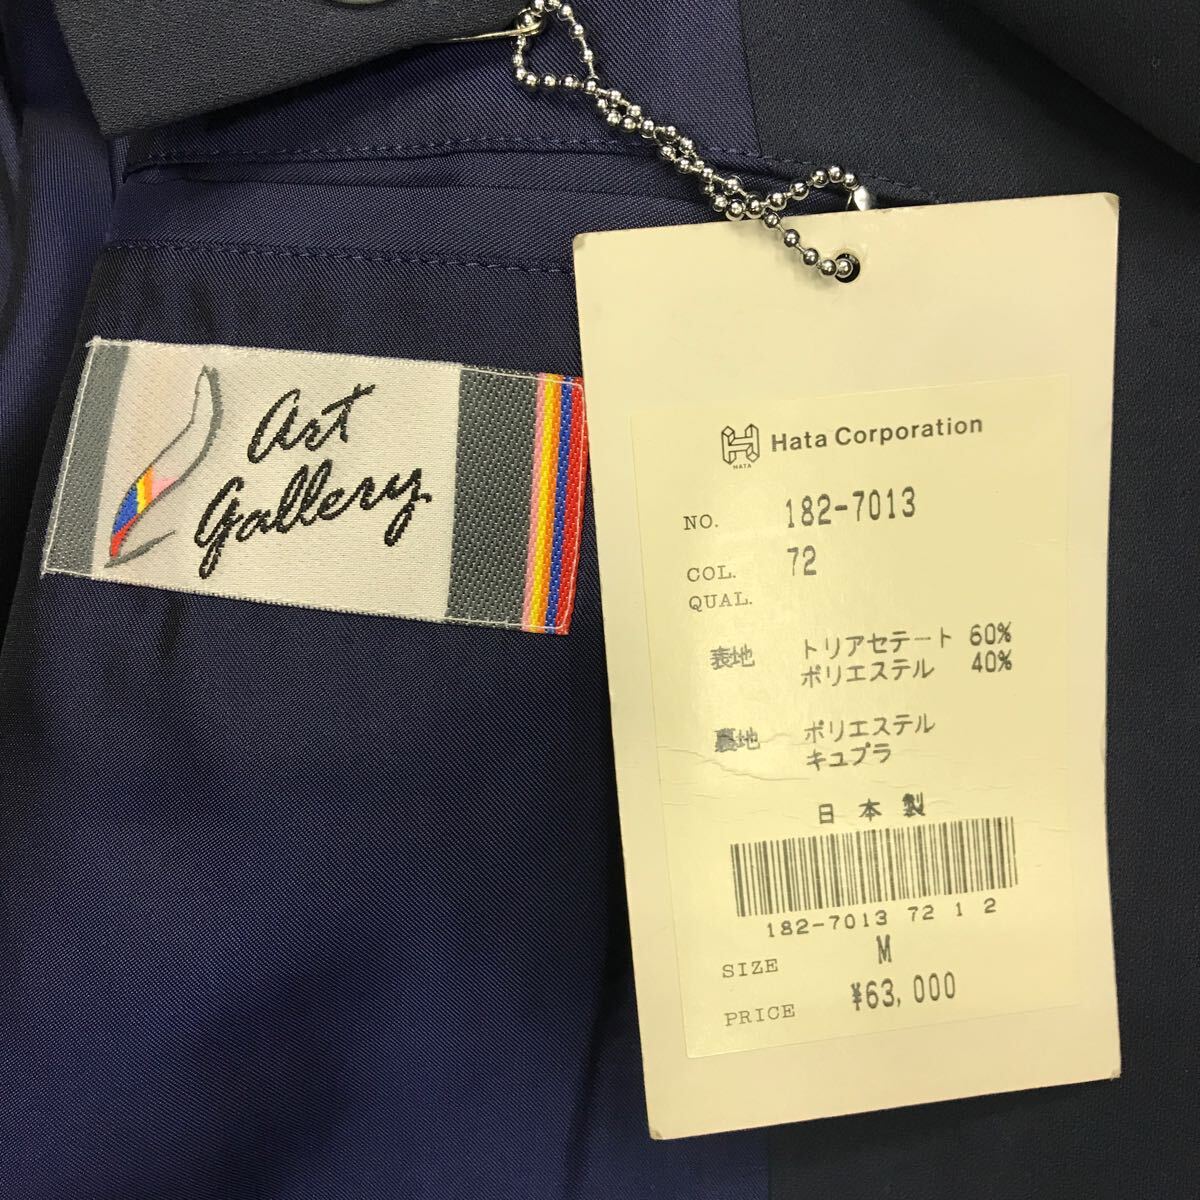 Art
Gallery
HATA
Hata Corporation
NO. 182-7013
COL. 72
QUAL.
表地 トリアセテート 60%
ポリエステル 40%
裏地 ポリエステル
キュプラ
日本製
182-7013 72 1 2
SIZE M
PRICE ¥63,000